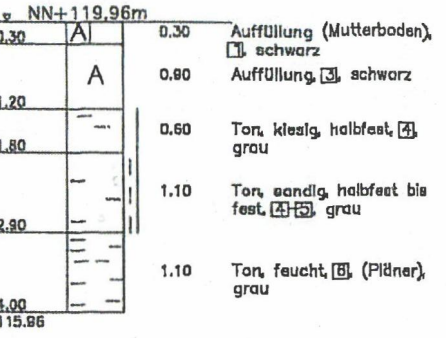 NN+119,96m
0.30 A 0,30 Auffüllung (Mutterboden),
1, schwarz
A 0,90 Auffüllung, 3, schwarz
1.20
0,60 Ton, kiesig, halbfest, 4,
grau
1.80
1.10 Ton, sandig, halbfest bis
fest, 4-5, grau
2.90
1.10 Ton, feucht, 6, (Pläner),
grau
4.00
115.96